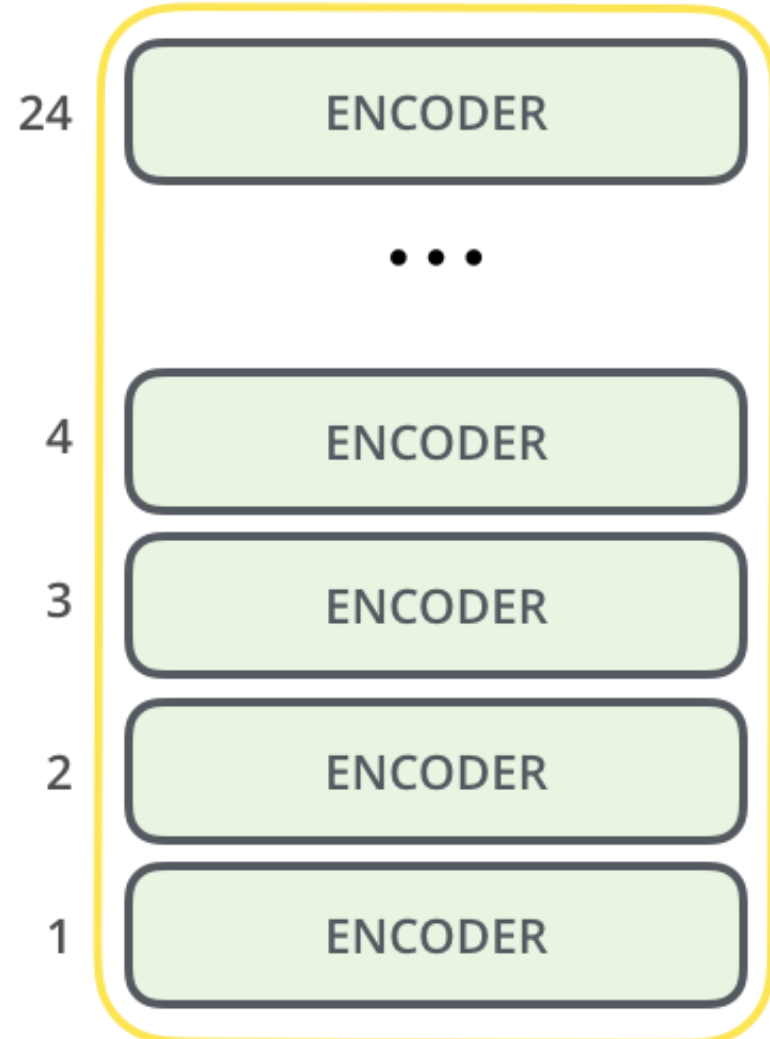 24 ENCODER
• • •
4 ENCODER
3 ENCODER
2 ENCODER
1 ENCODER